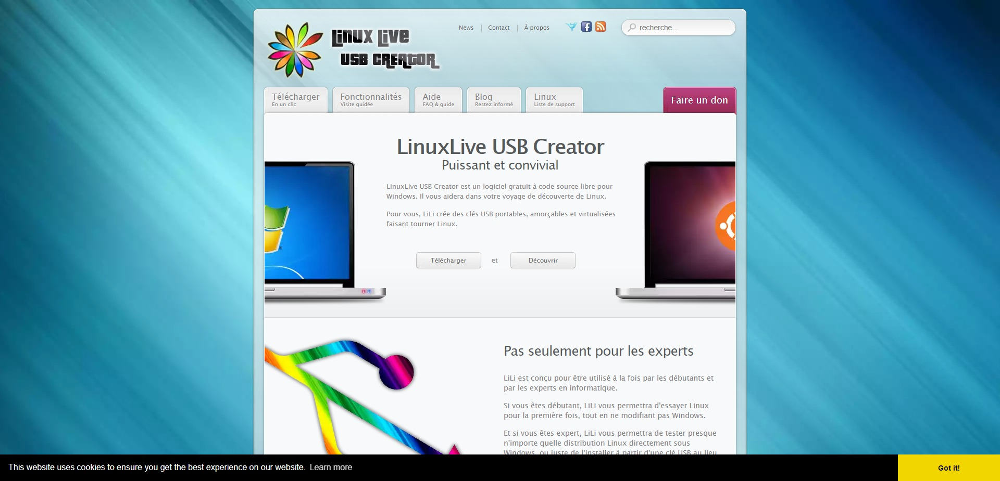 LiNUX LiVE
USB CREATOR
News
Contact
À propos
recherche...
Télécharger
En un clic
Fonctionnalités
Visite guidée
Aide
FAQ & guide
Blog
Restez informé
Linux
Liste de support
Faire un don
LinuxLive USB Creator
Puissant et convivial
LinuxLive USB Creator est un logiciel gratuit à code source libre pour
Windows. Il vous aidera dans votre voyage de découverte de Linux.
Pour vous, LiLi crée des clés USB portables, amorçables et virtualisées
faisant tourner Linux.
Télécharger
et
Découvrir
Pas seulement pour les experts
LiLi est conçu pour être utilisé à la fois par les débutants et
par les experts en informatique.
Si vous êtes débutant, LiLi vous permettra d'essayer Linux
pour la première fois, tout en ne modifiant pas Windows.
Et si vous êtes expert, LiLi vous permettra de tester presque
n'importe quelle distribution Linux directement sous
Windows, ou juste de l'installer à partir d'une clé USB au lieu
This website uses cookies to ensure you get the best experience on our website. Learn more
Got it!